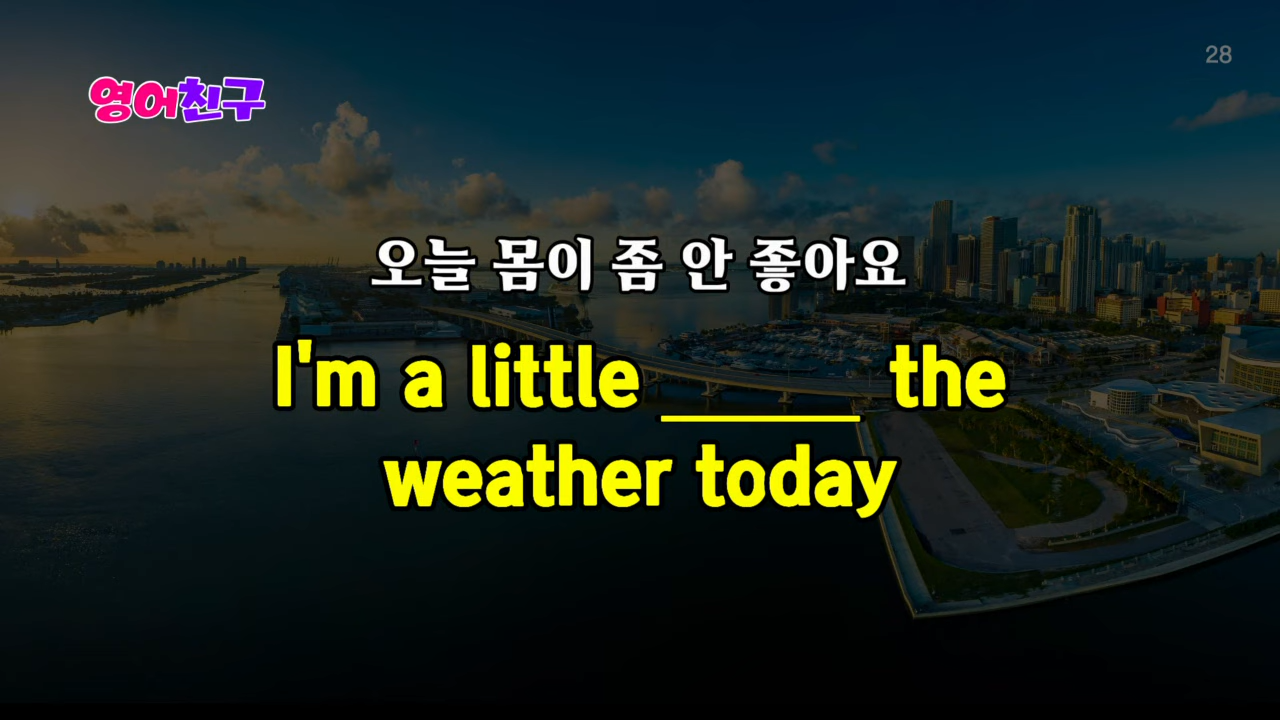 28
영어친구
오늘 몸이 좀 안 좋아요
I'm a little _____ the
weather today